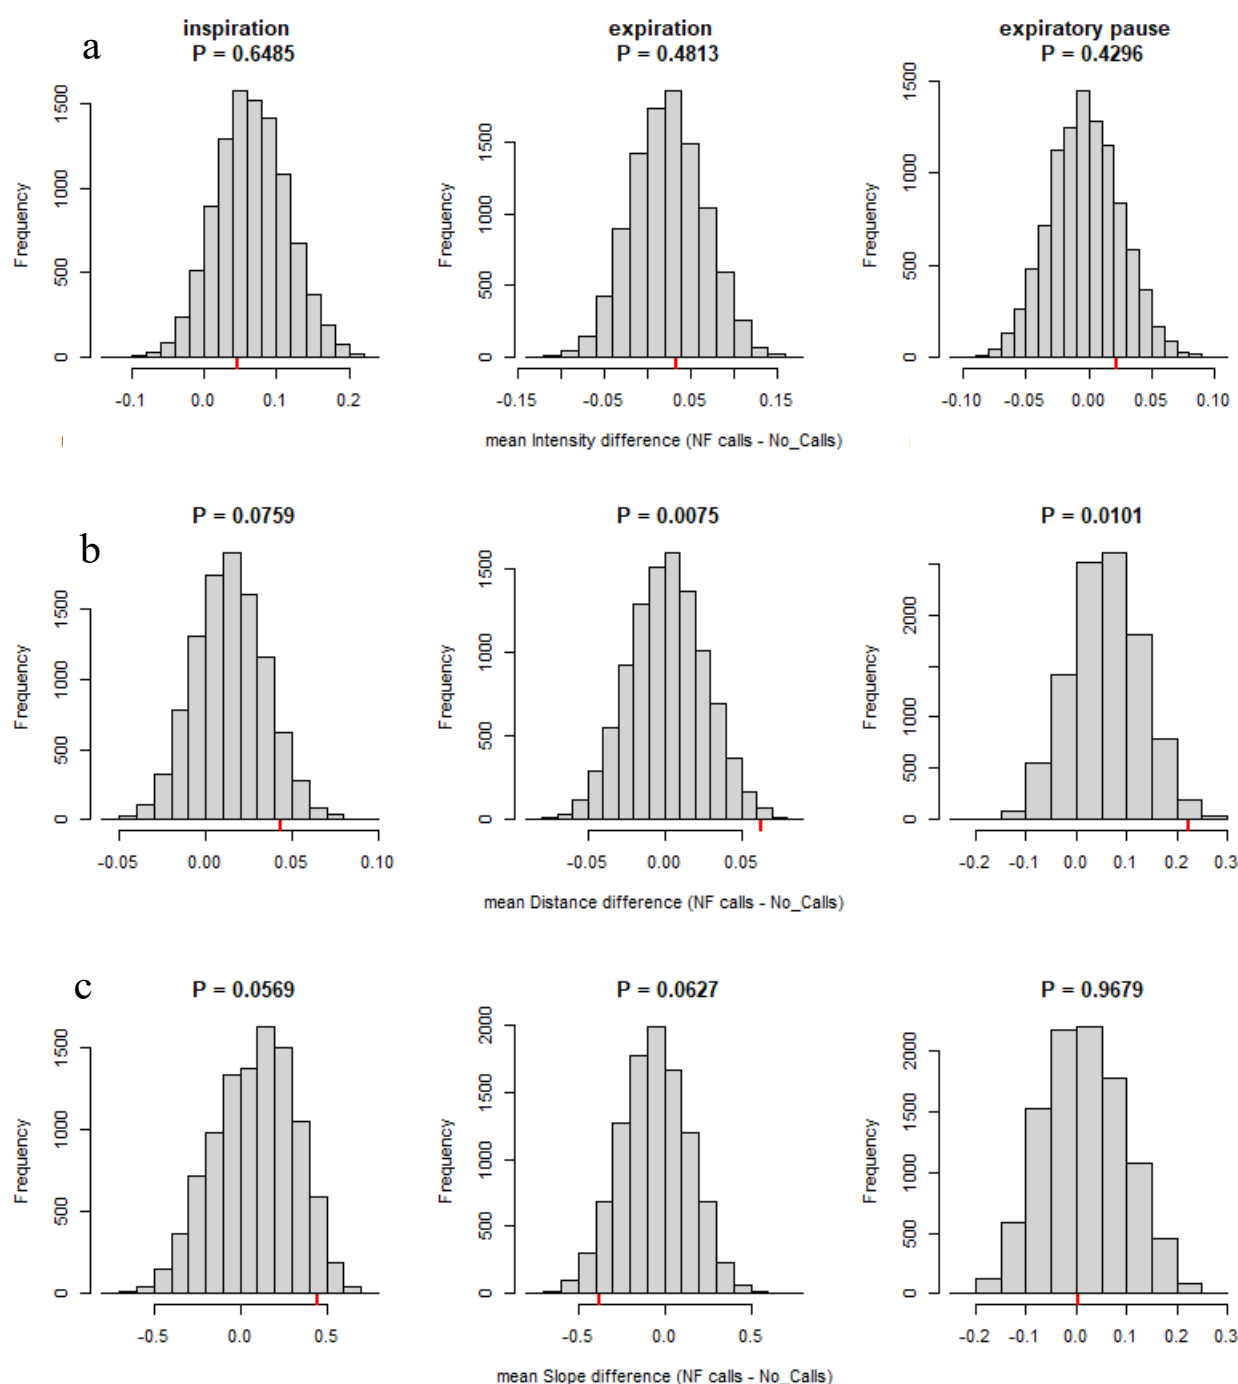 a
inspiration
P = 0.6485
expiration
P = 0.4813
expiratory pause
P = 0.4296
Frequency
0 500 1000 1500
-0.1 0.0 0.1 0.2
Frequency
0 500 1000 1500
-0.15 -0.05 0.05 0.15
Frequency
0 500 1000 1500
-0.10 -0.05 0.00 0.05 0.10
mean Intensity difference (NF calls - No_Calls)
b
P = 0.0759
P = 0.0075
P = 0.0101
Frequency
0 500 1000 1500
-0.05 0.00 0.05 0.10
Frequency
0 500 1000 1500
-0.05 0.00 0.05
Frequency
0 500 1000 2000
-0.2 -0.1 0.0 0.1 0.2 0.3
mean Distance difference (NF calls - No_Calls)
c
P = 0.0569
P = 0.0627
P = 0.9679
Frequency
0 500 1000 1500
-0.5 0.0 0.5
Frequency
0 500 1000 1500 2000
-0.5 0.0 0.5
Frequency
0 500 1000 1500 2000
-0.2 -0.1 0.0 0.1 0.2 0.3
mean Slope difference (NF calls - No_Calls)